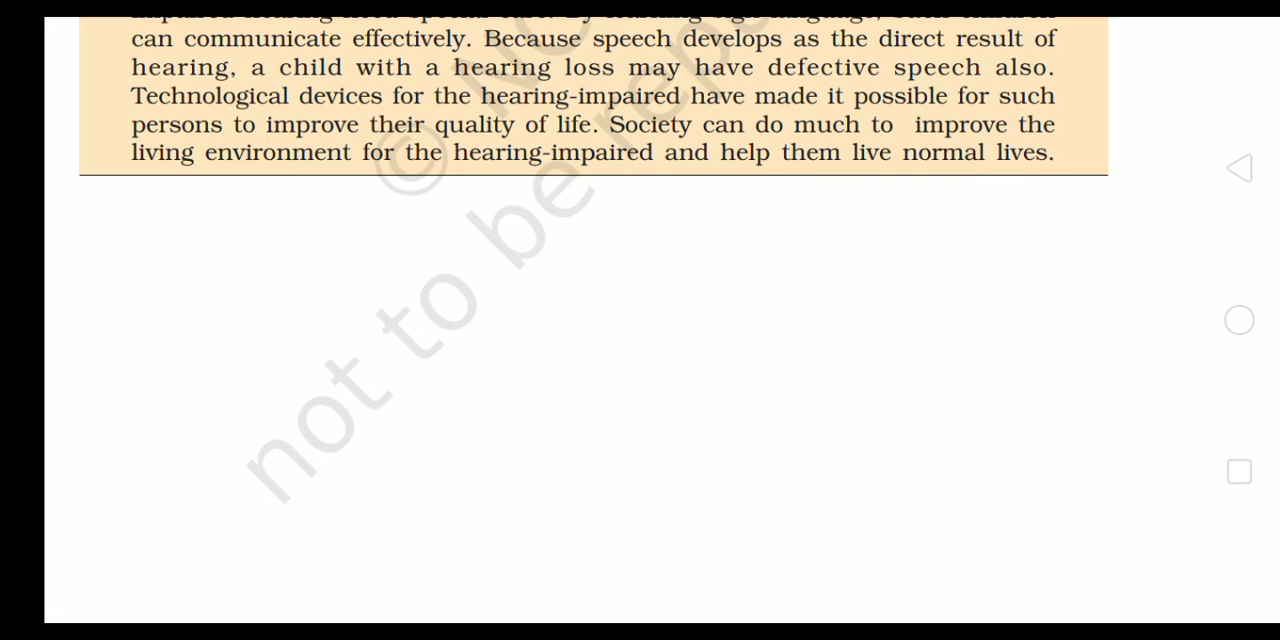 can communicate effectively. Because speech develops as the direct result of
hearing, a child with a hearing loss may have defective speech also.
Technological devices for the hearing-impaired have made it possible for such
persons to improve their quality of life. Society can do much to improve the
living environment for the hearing-impaired and help them live normal lives.
© NC
not to be repu